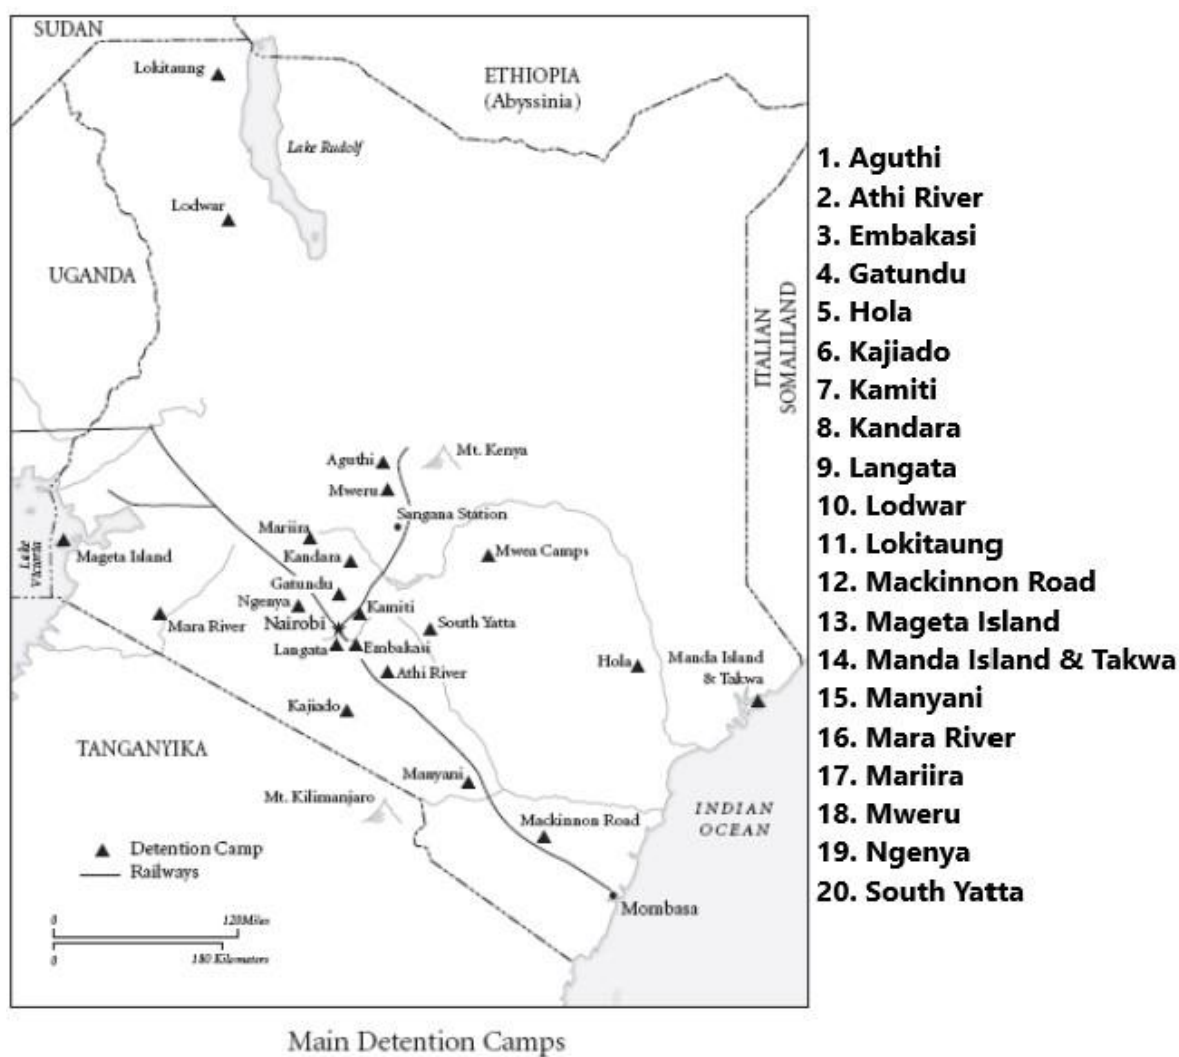 SUDAN
Lokitaung
ETHIOPIA
(Abyssinia)
Lake Rudolf
Lodwar
UGANDA
ITALIAN
SOMALILAND
Aguthi
Mt. Kenya
Mweru
Sangana Station
Mariira
Kandara
Mwea Camps
Lake
Victoria
Mageta Island
Gatundu
Ngenya
Kamiti
Mara River
Nairobi
South Yatta
Langata
Embakasi
Athi River
Hola
Manda Island
& Takwa
Kajiado
TANGANYIKA
Manyani
Mt. Kilimanjaro
Mackinnon Road
INDIAN
OCEAN
Detention Camp
Railways
Mombasa
0
120 Miles
0
180 Kilometers
Main Detention Camps
1. Aguthi
2. Athi River
3. Embakasi
4. Gatundu
5. Hola
6. Kajiado
7. Kamiti
8. Kandara
9. Langata
10. Lodwar
11. Lokitaung
12. Mackinnon Road
13. Mageta Island
14. Manda Island & Takwa
15. Manyani
16. Mara River
17. Mariira
18. Mweru
19. Ngenya
20. South Yatta